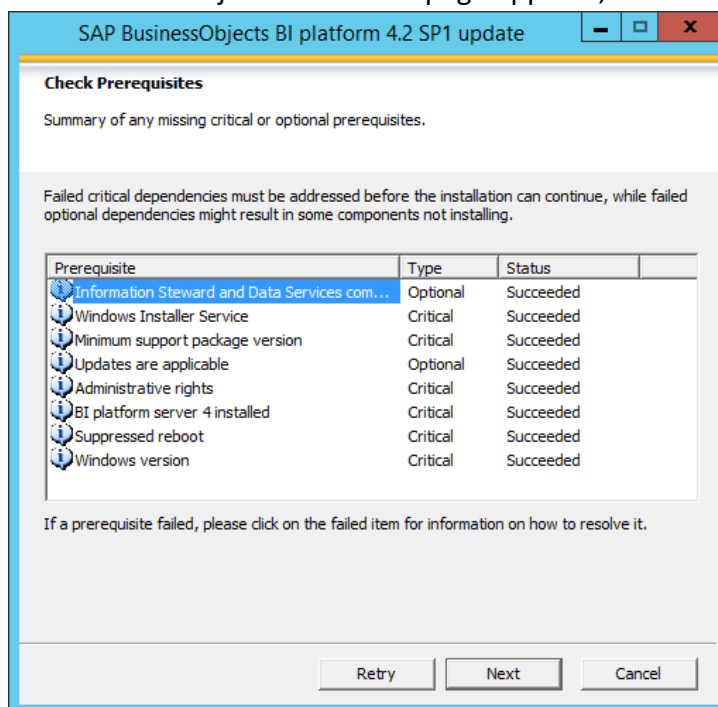 SAP BusinessObjects BI platform 4.2 SP1 update
Check Prerequisites
Summary of any missing critical or optional prerequisites.
Failed critical dependencies must be addressed before the installation can continue, while failed
optional dependencies might result in some components not installing.
Prerequisite Type Status
Information Steward and Data Services com... Optional Succeeded
Windows Installer Service Critical Succeeded
Minimum support package version Critical Succeeded
Updates are applicable Optional Succeeded
Administrative rights Critical Succeeded
BI platform server 4 installed Critical Succeeded
Suppressed reboot Critical Succeeded
Windows version Critical Succeeded
If a prerequisite failed, please click on the failed item for information on how to resolve it.
Retry Next Cancel